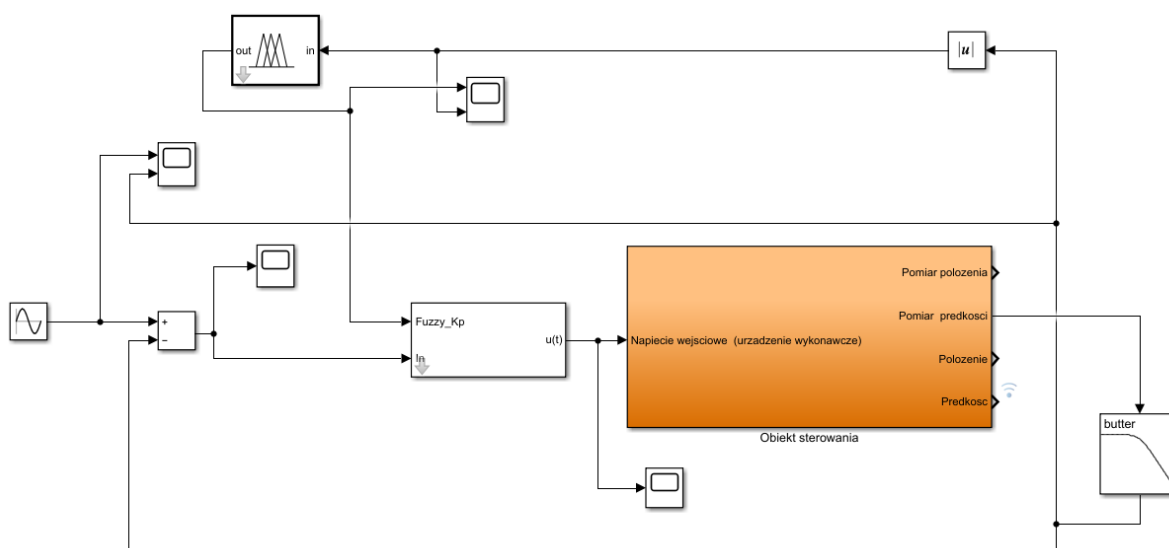 out
in
|u|
Pomiar polozenia
+
−
Fuzzy_Kp
u(t)
In
Napiecie wejsciowe (urzadzenie wykonawcze)
Pomiar predkosci
Polozenie
Predkosc
Obiekt sterowania
butter